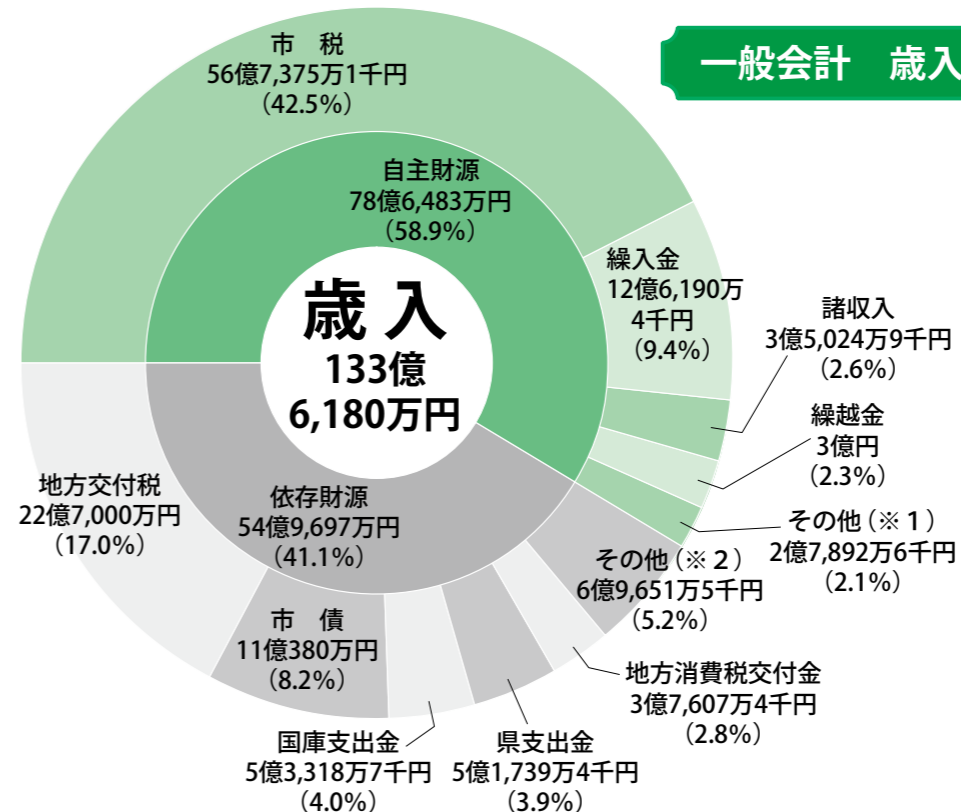 一般会計　歳入
市　税
56億7,375万1千円
（42.5%）
自主財源
78億6,483万円
（58.9%）
繰入金
12億6,190万
4千円
（9.4%）
諸収入
3億5,024万9千円
（2.6%）
繰越金
3億円
（2.3%）
その他（※１）
2億7,892万6千円
（2.1%）
歳 入
133億
6,180万円
依存財源
54億9,697万円
（41.1%）
地方交付税
22億7,000万円
（17.0%）
市　債
11億380万円
（8.2%）
国庫支出金
5億3,318万7千円
（4.0%）
県支出金
5億1,739万4千円
（3.9%）
地方消費税交付金
3億7,607万4千円
（2.8%）
その他（※２）
6億9,651万5千円
（5.2%）